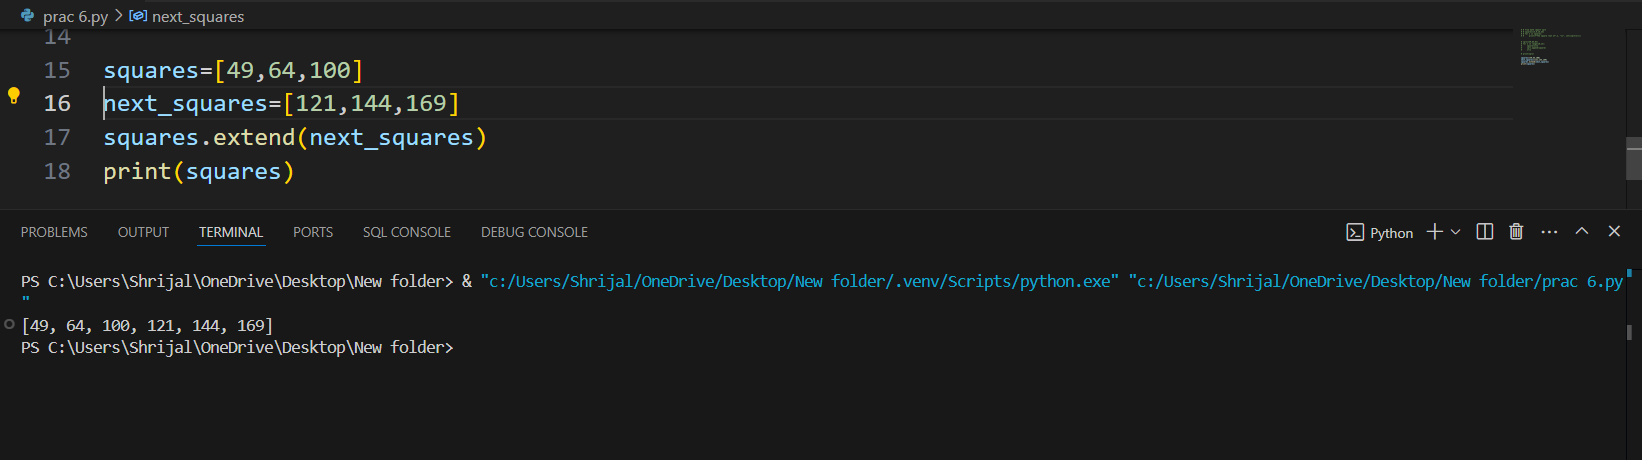 prac 6.py > next_squares
14
15 squares=[49,64,100]
16 next_squares=[121,144,169]
17 squares.extend(next_squares)
18 print(squares)
PROBLEMS OUTPUT TERMINAL PORTS SQL CONSOLE DEBUG CONSOLE Python
PS C:\Users\Shrijal\OneDrive\Desktop\New folder> & "c:/Users/Shrijal/OneDrive/Desktop/New folder/.venv/Scripts/python.exe" "c:/Users/Shrijal/OneDrive/Desktop/New folder/prac 6.py
"
[49, 64, 100, 121, 144, 169]
PS C:\Users\Shrijal\OneDrive\Desktop\New folder>